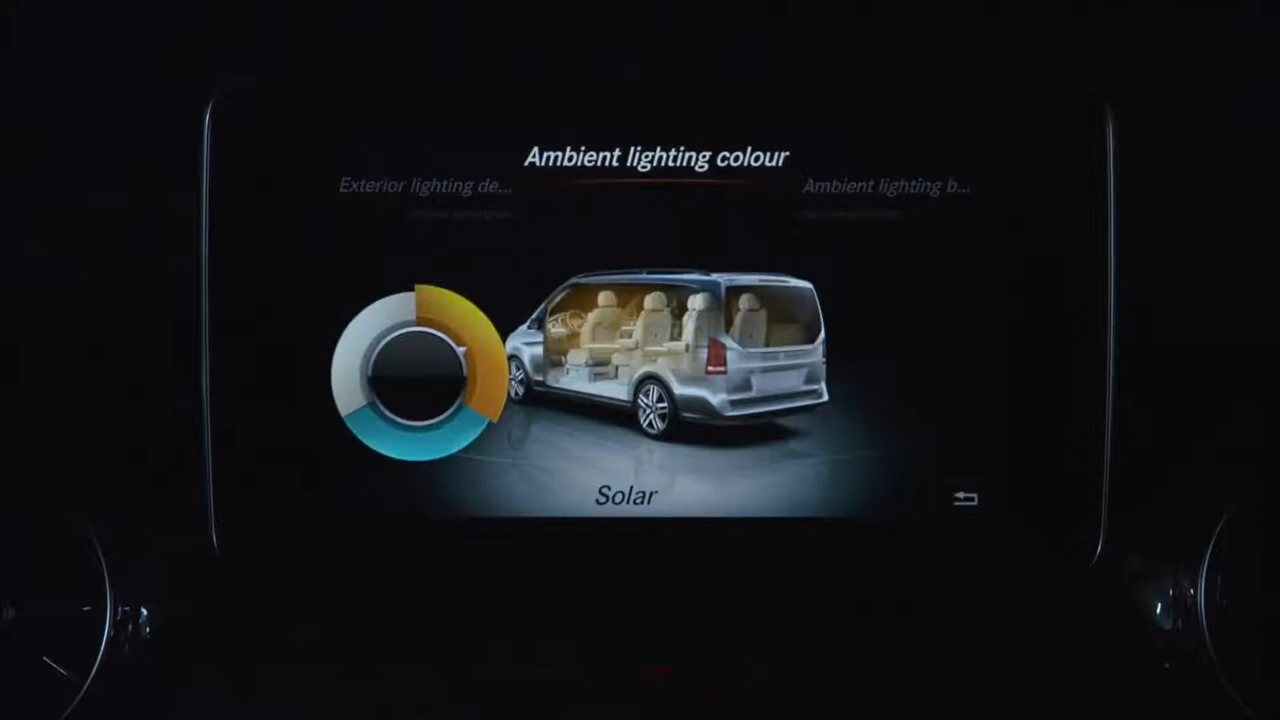 Ambient lighting colour
Exterior lighting de...
Ambient lighting b...
Solar